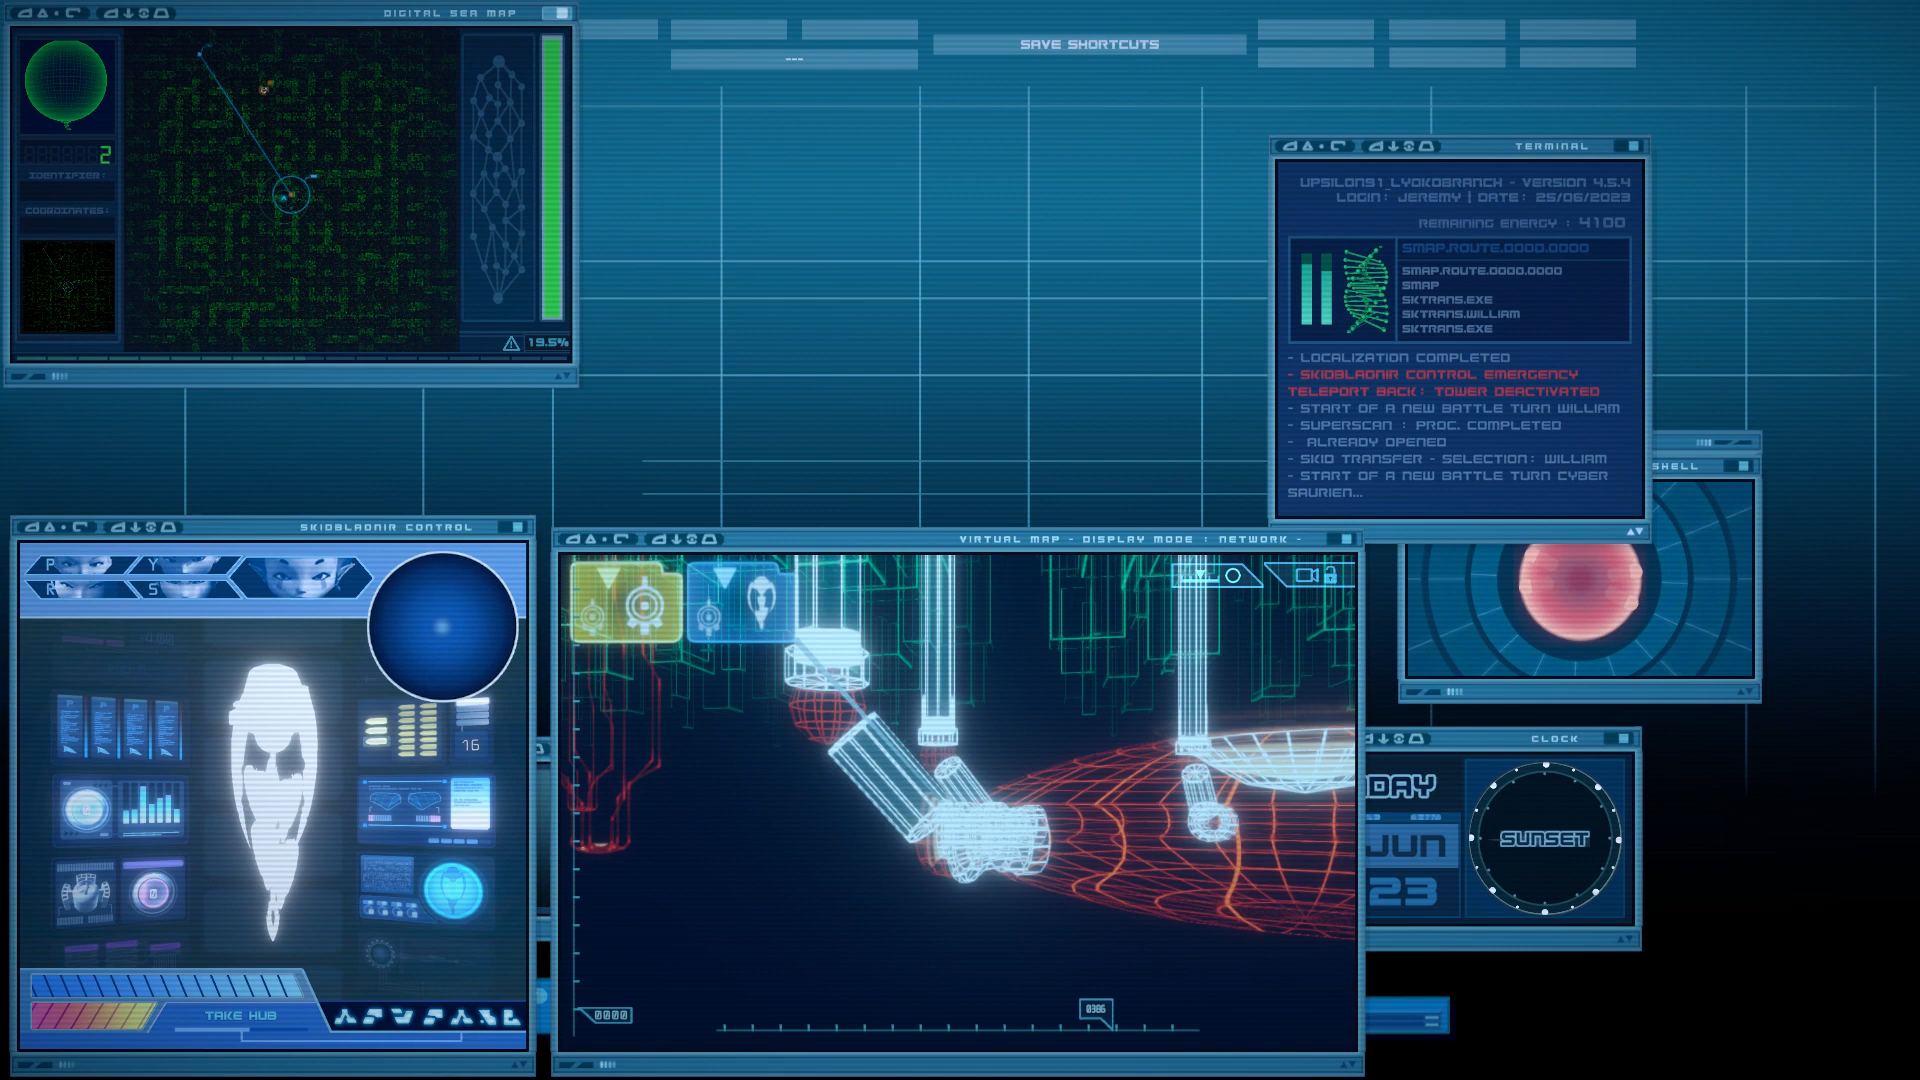 DIGITAL SEA MAP
SAVE SHORTCUTS
---
2
IDENTIFIER:
COORDINATES:
19.5%
TERMINAL
UPSILON91_LYOKOBRANCH - VERSION 4.5.4
LOGIN: JEREMY | DATE: 25/06/2023
REMAINING ENERGY : 4100
SMAP.ROUTE.0000.0000
SMAP.ROUTE.0000.0000
SMAP
SKTRANS.EXE
SKTRANS.WILLIAM
SKTRANS.EXE
- LOCALIZATION COMPLETED
- SKIDBLADNIR CONTROL EMERGENCY
TELEPORT BACK: TOWER DEACTIVATED
- START OF A NEW BATTLE TURN WILLIAM
- SUPERSCAN : PROC. COMPLETED
- ALREADY OPENED
- SKID TRANSFER - SELECTION: WILLIAM
- START OF A NEW BATTLE TURN CYBER
SAURIEN...
SHELL
SKIDBLADNIR CONTROL
P Y
R S
16
TAKE HUB
VIRTUAL MAP - DISPLAY MODE : NETWORK -
0000
0386
CLOCK
DAY
JUN
23
SUNSET